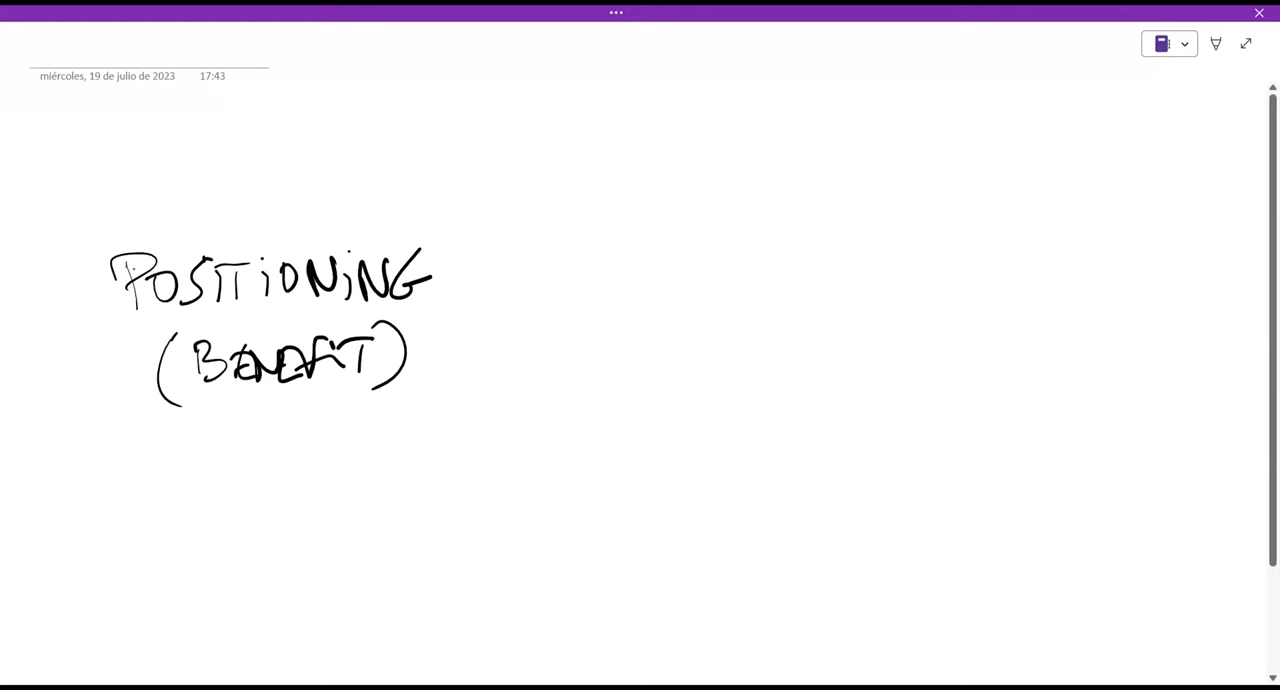 miércoles, 19 de julio de 2023 17:43
POSITIONING
(BENEFIT)